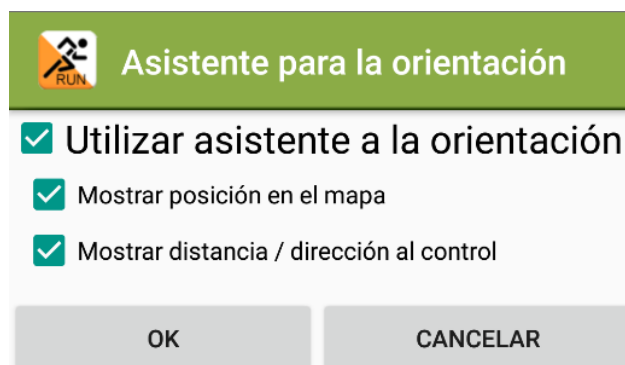 RUN
Asistente para la orientación
Utilizar asistente a la orientación
Mostrar posición en el mapa
Mostrar distancia / dirección al control
OK
CANCELAR